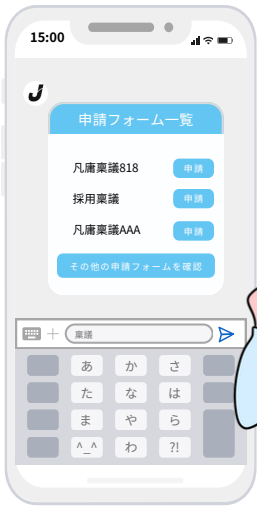 15:00
J
申請フォーム一覧
凡庸稟議818 申請
採用稟議 申請
凡庸稟議AAA 申請
その他の申請フォームを確認
稟議
あ か さ
た な は
ま や ら
^_^ わ ?!